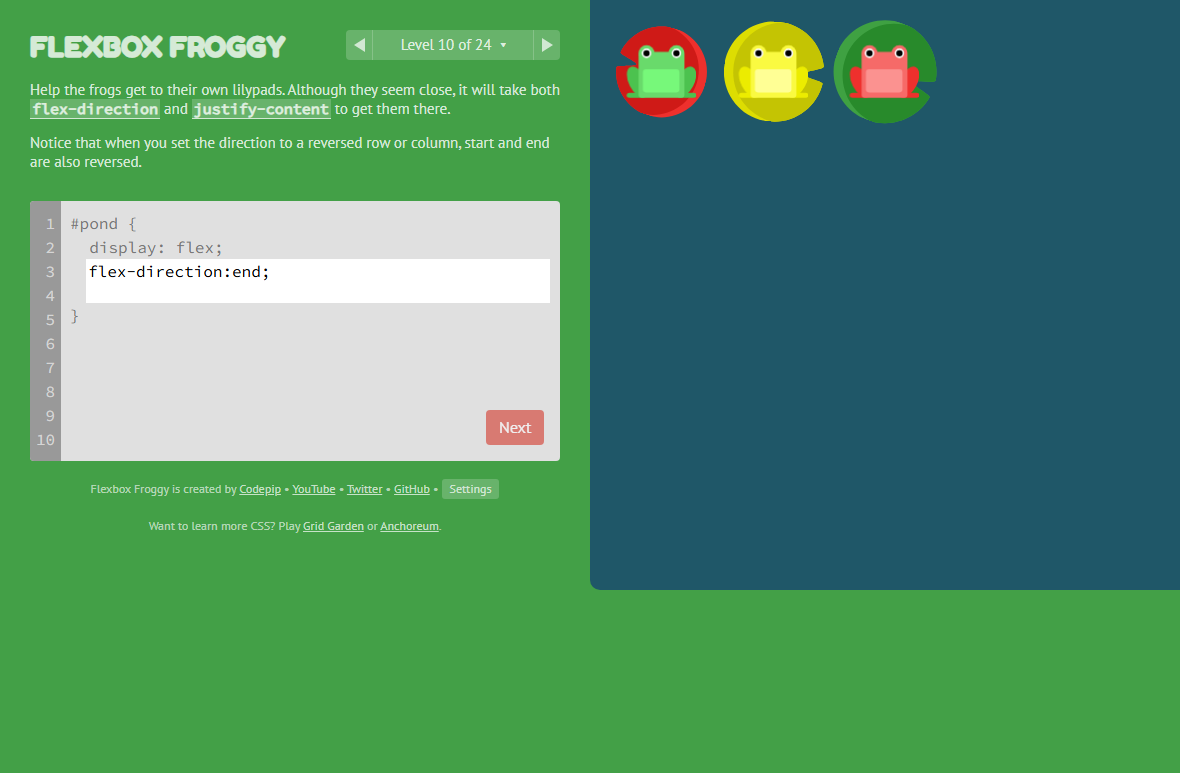 FLEXBOX FROGGY
Level 10 of 24
Help the frogs get to their own lilypads. Although they seem close, it will take both
flex-direction and justify-content to get them there.
Notice that when you set the direction to a reversed row or column, start and end
are also reversed.
1 #pond {
2 display: flex;
3 flex-direction:end;
4
5 }
6
7
8
9
10
Next
Flexbox Froggy is created by Codepip • YouTube • Twitter • GitHub • Settings
Want to learn more CSS? Play Grid Garden or Anchoreum.